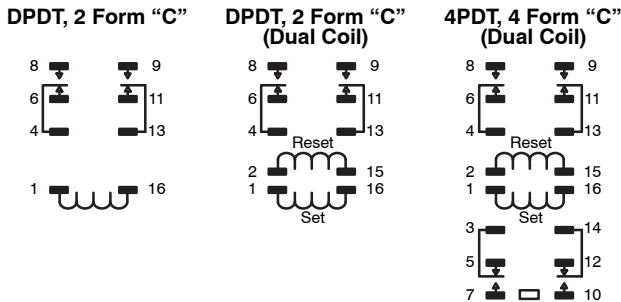 DPDT, 2 Form “C”
8 9
6 11
4 13
1 16
DPDT, 2 Form “C”
(Dual Coil)
8 9
6 11
4 13
Reset
2 15
1 16
Set
4PDT, 4 Form “C”
(Dual Coil)
8 9
6 11
4 13
Reset
2 15
1 16
Set
3 14
5 12
7 10